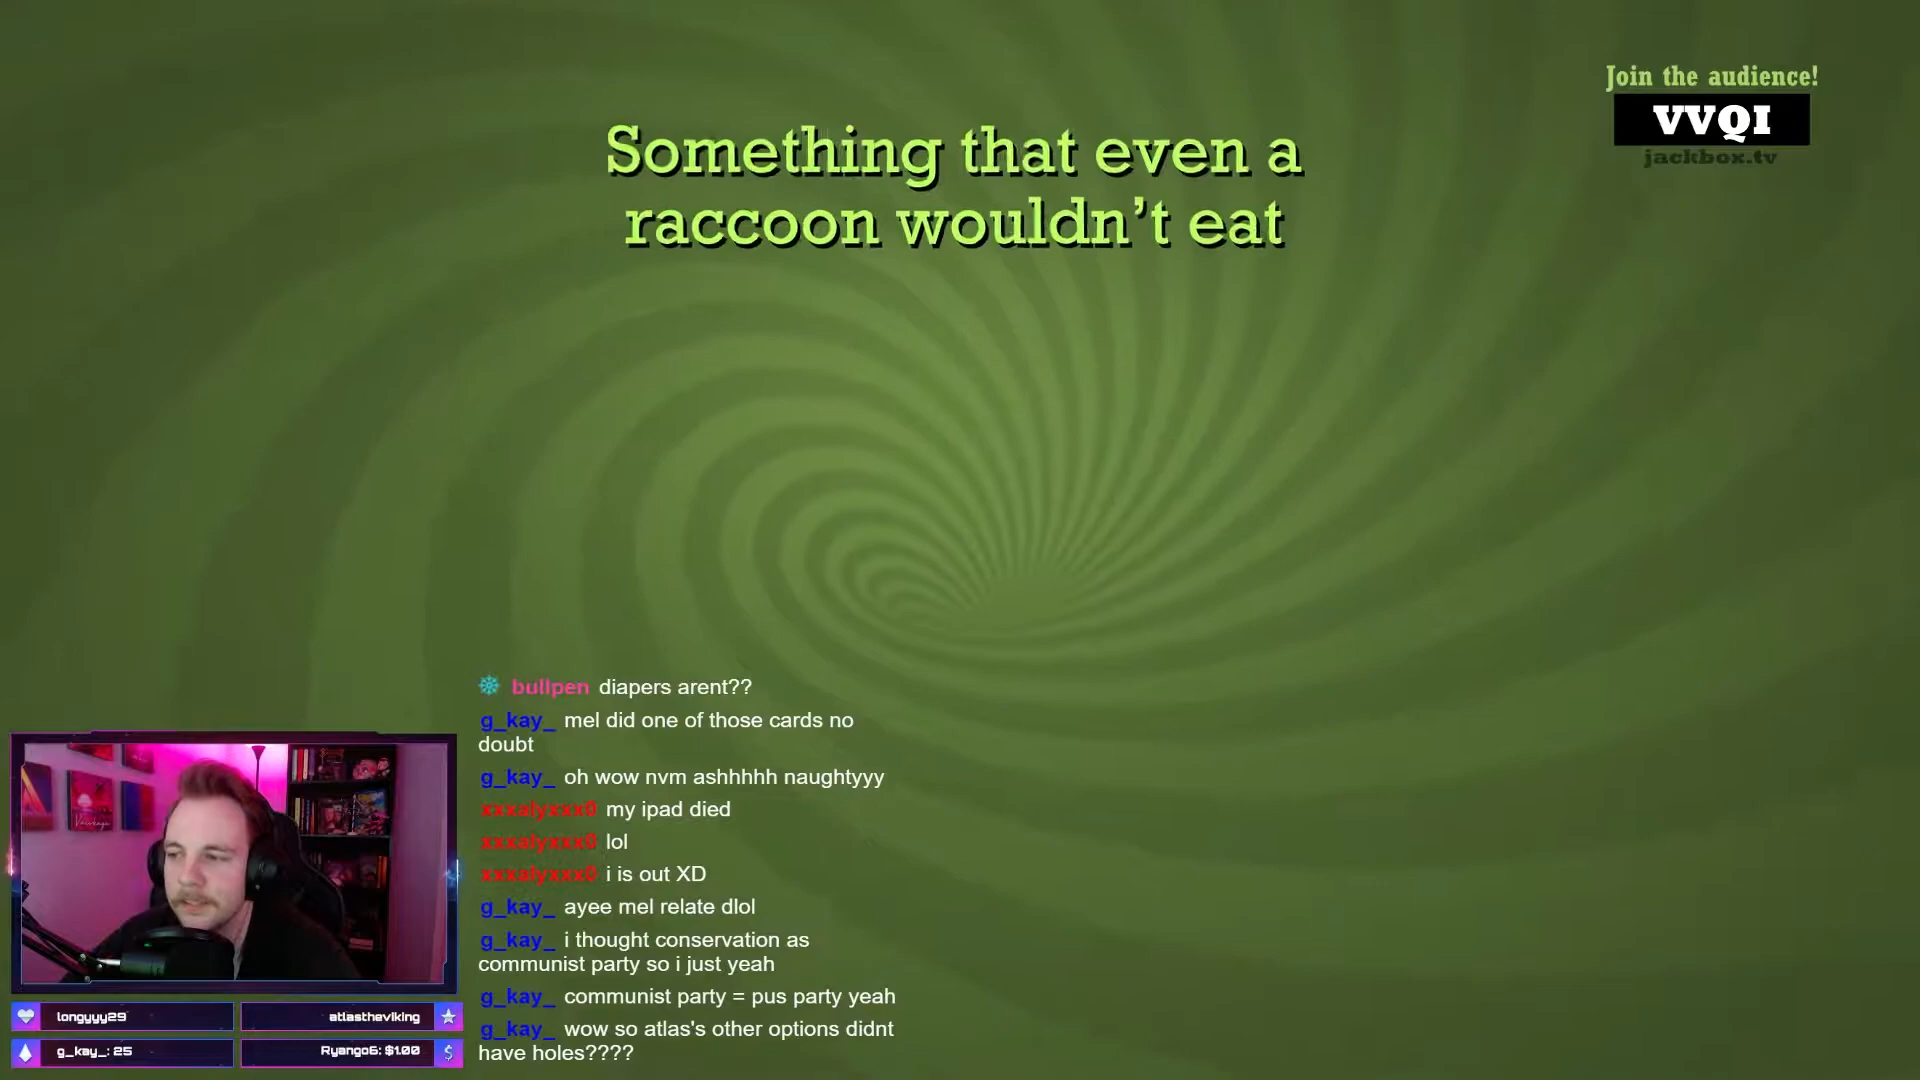 Join the audience!
VVQI
jackbox.tv
Something that even a
raccoon wouldn't eat
bullpen diapers arent??
g_kay_ mel did one of those cards no
doubt
g_kay_ oh wow nvm ashhhhh naughtyyy
xxxalyxxx0 my ipad died
xxxalyxxx0 lol
xxxalyxxx0 i is out XD
g_kay_ ayee mel relate dlol
g_kay_ i thought conservation as
communist party so i just yeah
g_kay_ communist party = pus party yeah
g_kay_ wow so atlas's other options didnt
have holes????
longyyy29
atlastheviking
g_kay_: 25
Ryango6: $1.00